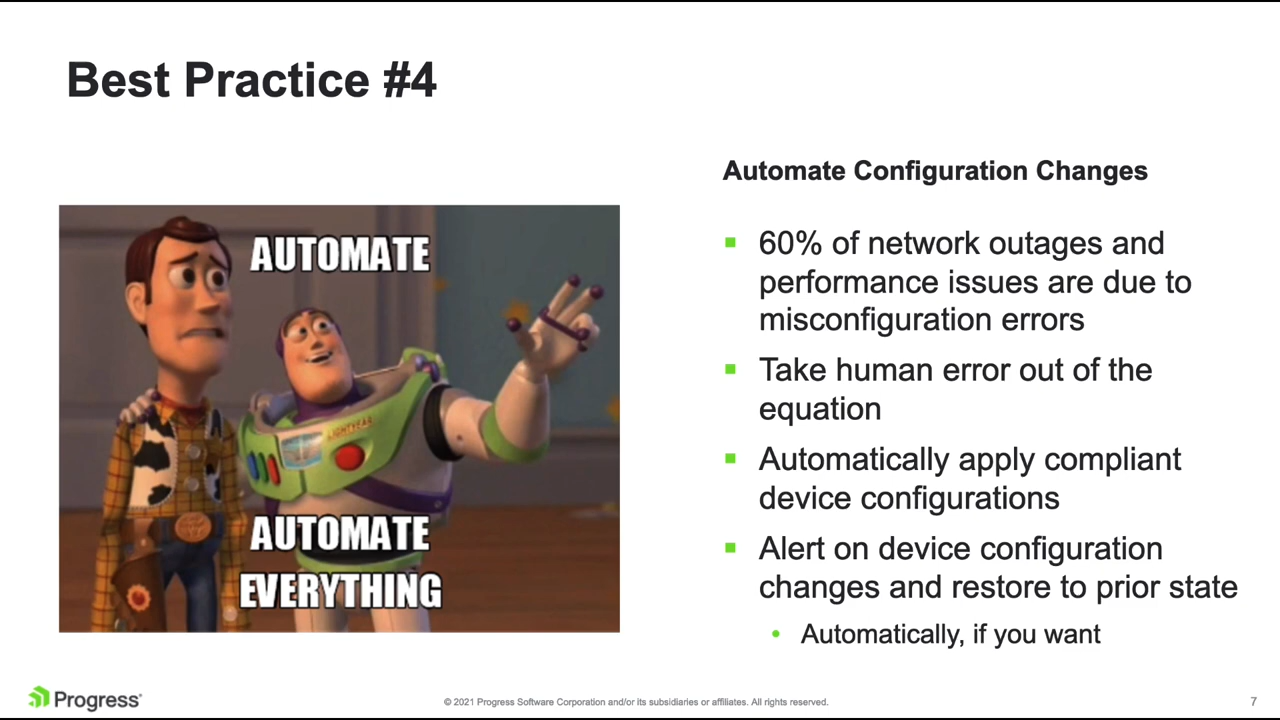 Best Practice #4
AUTOMATE
AUTOMATE
EVERYTHING
LIGHTYEAR
Automate Configuration Changes
60% of network outages and
performance issues are due to
misconfiguration errors
Take human error out of the
equation
Automatically apply compliant
device configurations
Alert on device configuration
changes and restore to prior state
Automatically, if you want
Progress®
© 2021 Progress Software Corporation and/or its subsidiaries or affiliates. All rights reserved.
7